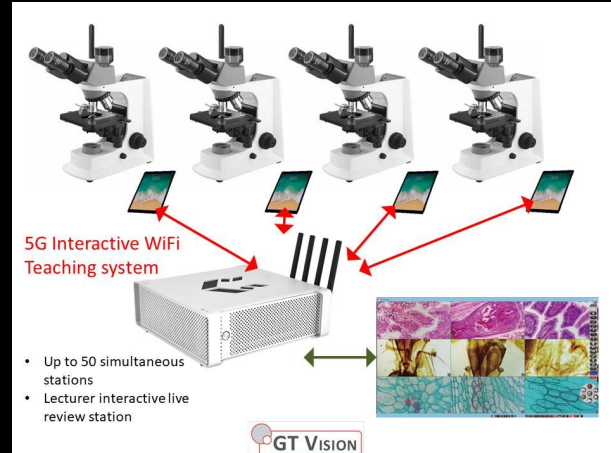 5G Interactive WiFi
Teaching system
• Up to 50 simultaneous
stations
• Lecturer interactive live
review station
GT VISION